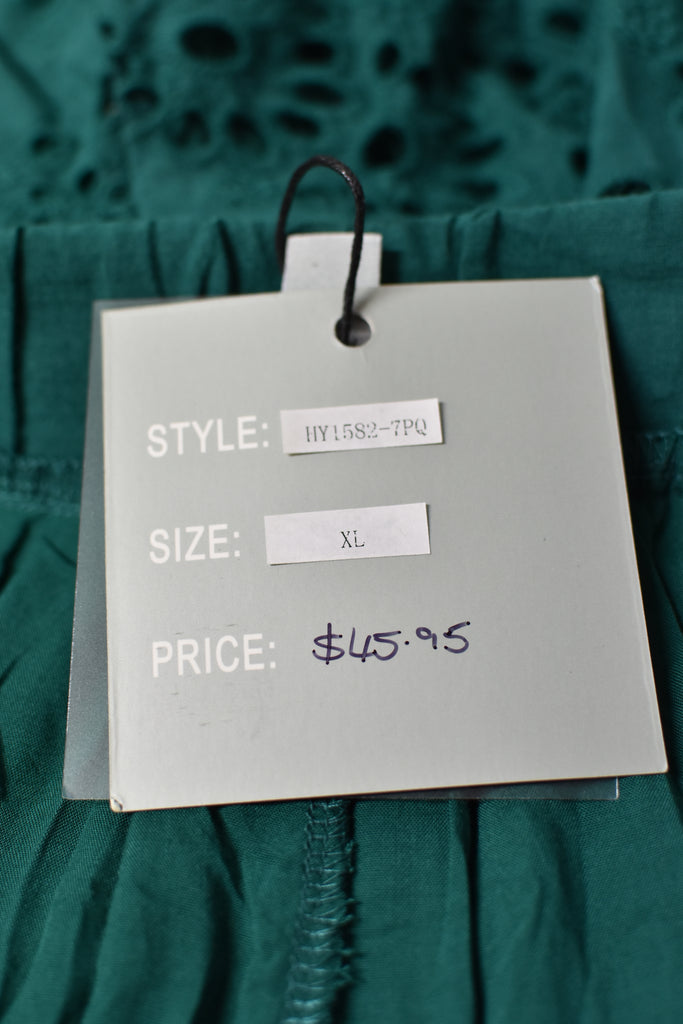 STYLE: HY1582-7PQ
SIZE: XL
PRICE: $45.95